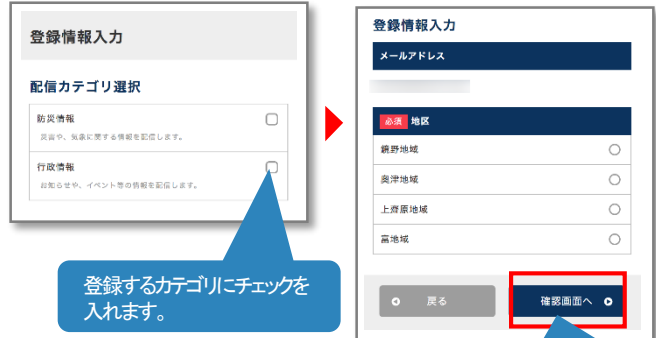 登録情報入力
配信カテゴリ選択
防災情報
災害や、気象に関する情報を配信します。
行政情報
お知らせや、イベント等の情報を配信します。
登録するカテゴリにチェックを
入れます。
登録情報入力
メールアドレス
必須 地区
鏡野地域
奥津地域
上齋原地域
富地域
戻る
確認画面へ